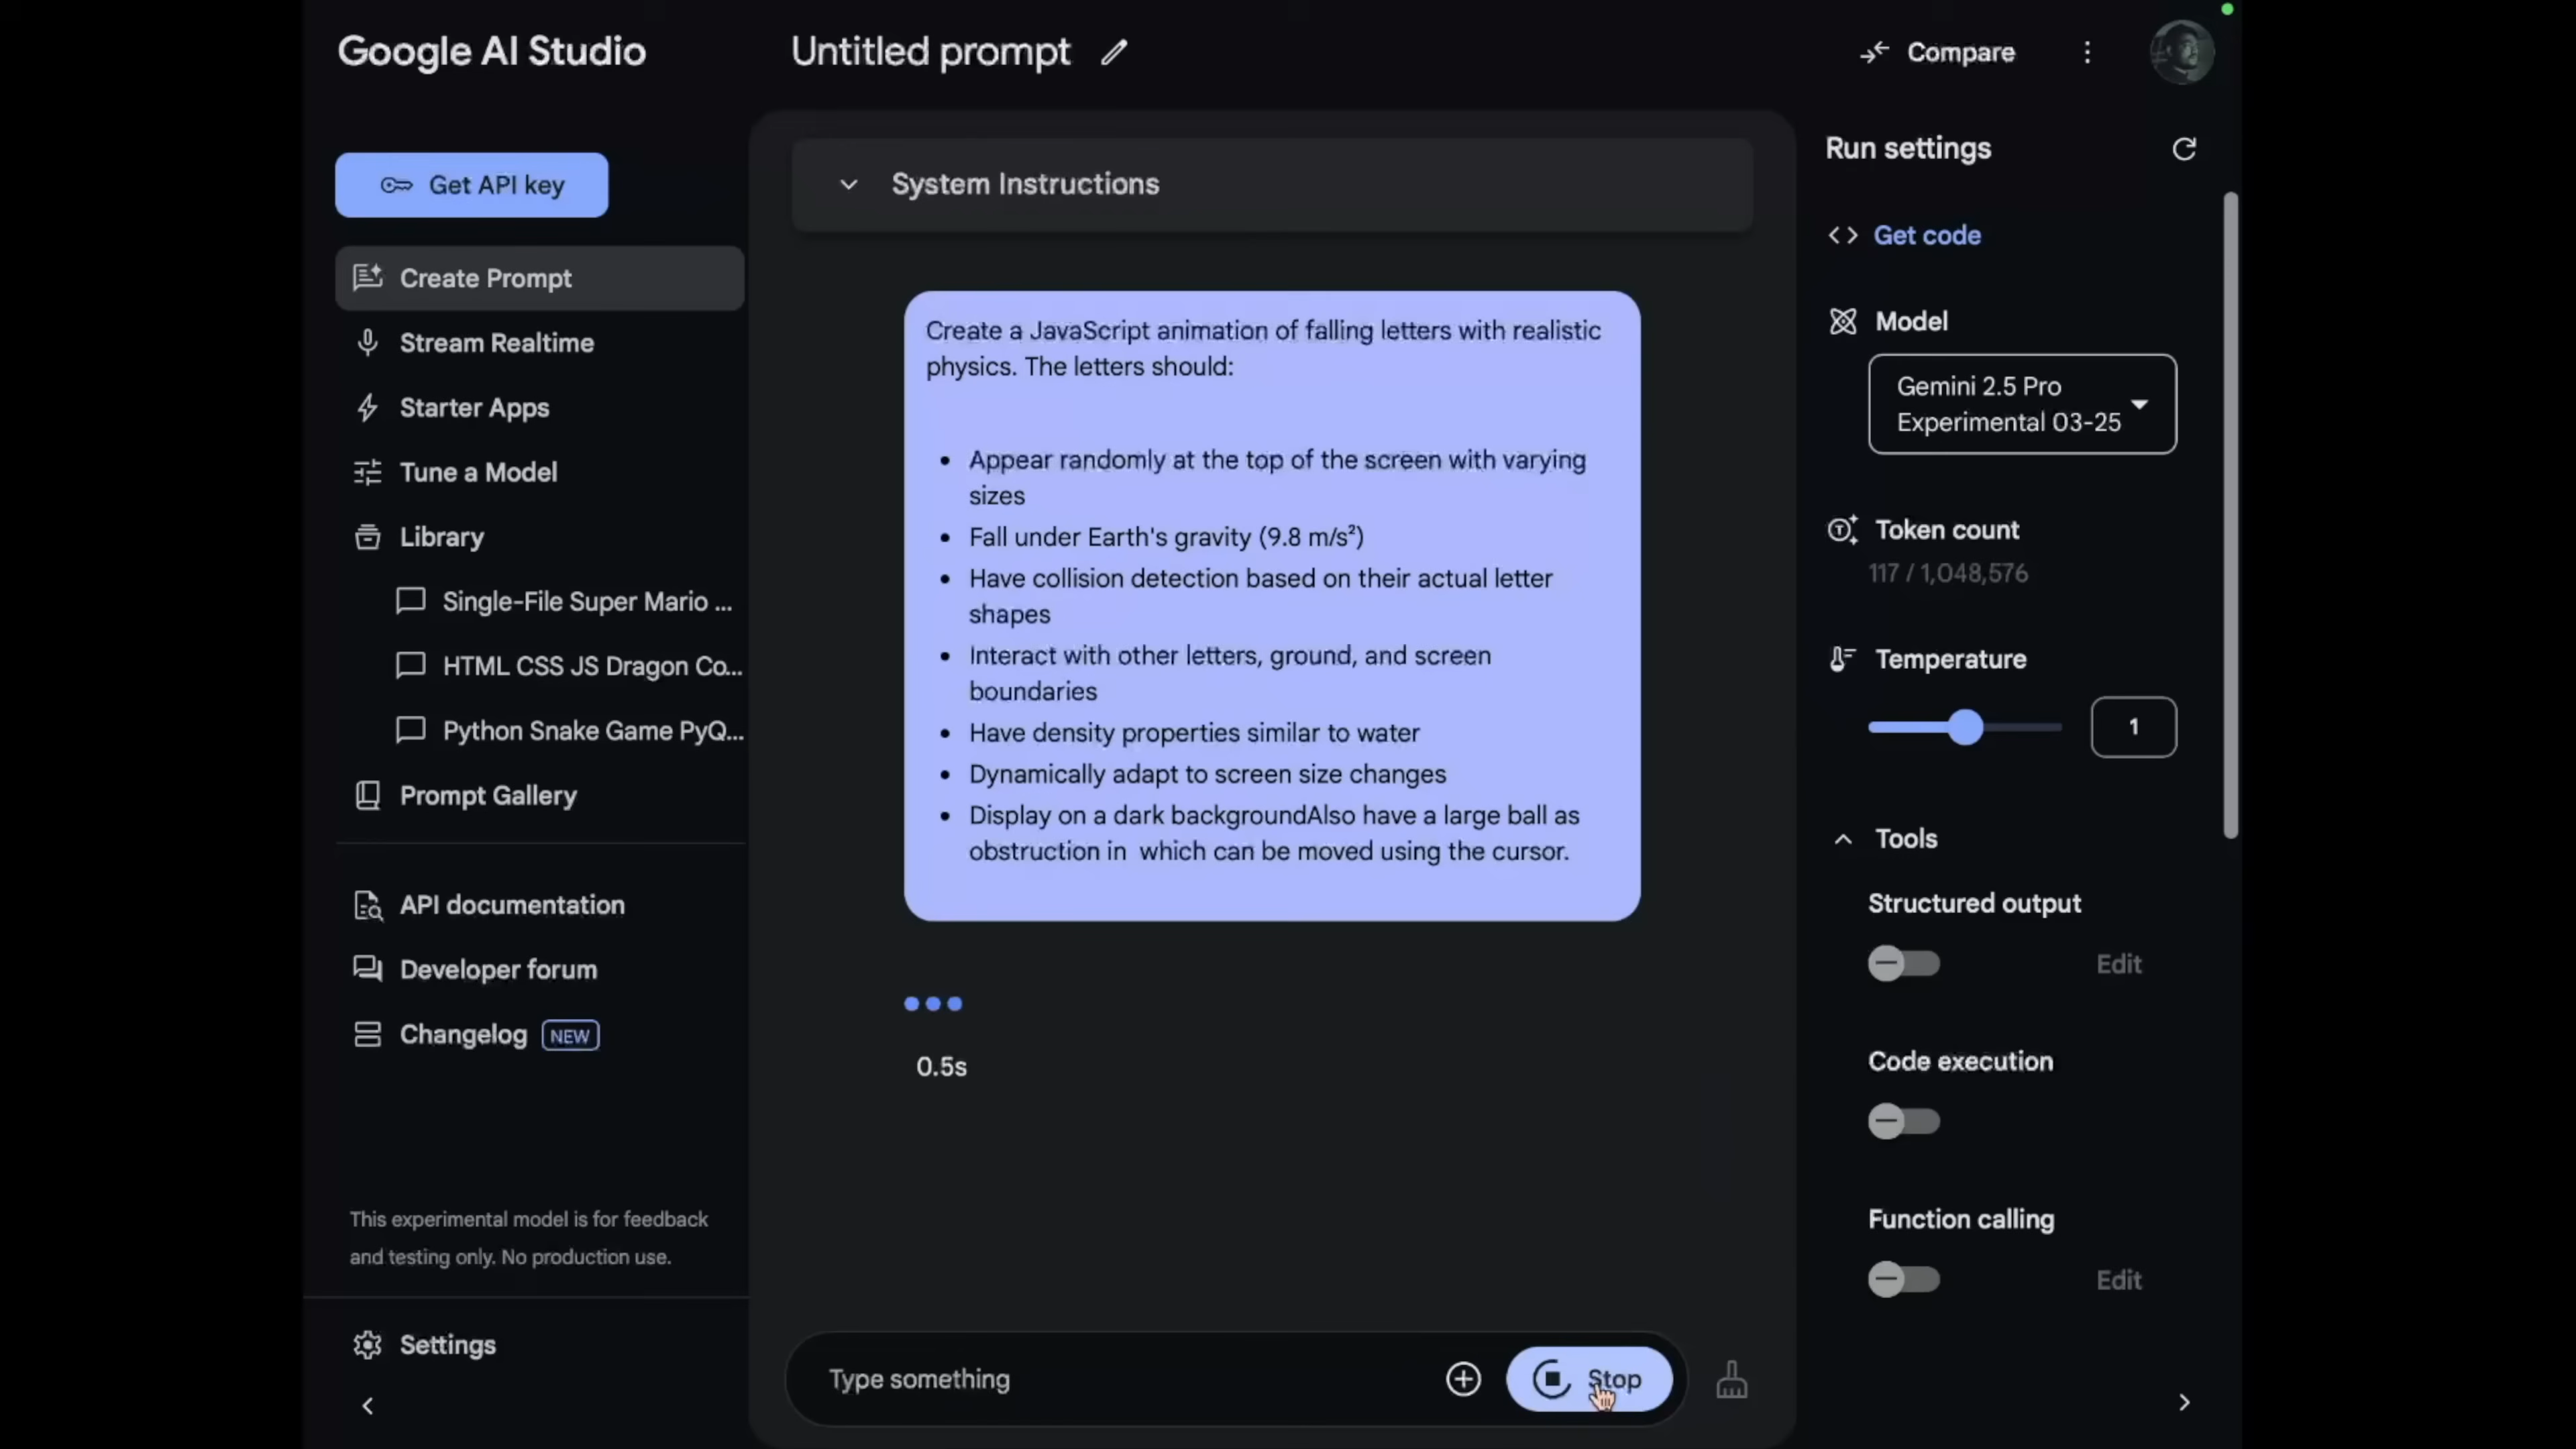 Google AI Studio
Untitled prompt
Compare
Get API key
Create Prompt
Stream Realtime
Starter Apps
Tune a Model
Library
Single-File Super Mario ...
HTML CSS JS Dragon Co...
Python Snake Game PyQ...
Prompt Gallery
API documentation
Developer forum
Changelog NEW
This experimental model is for feedback
and testing only. No production use.
Settings
System Instructions
Create a JavaScript animation of falling letters with realistic
physics. The letters should:
• Appear randomly at the top of the screen with varying
sizes
• Fall under Earth's gravity (9.8 m/s²)
• Have collision detection based on their actual letter
shapes
• Interact with other letters, ground, and screen
boundaries
• Have density properties similar to water
• Dynamically adapt to screen size changes
• Display on a dark backgroundAlso have a large ball as
obstruction in  which can be moved using the cursor.
0.5s
Type something
Stop
Run settings
Get code
Model
Gemini 2.5 Pro
Experimental 03-25
Token count
117 / 1,048,576
Temperature
1
Tools
Structured output
Edit
Code execution
Function calling
Edit